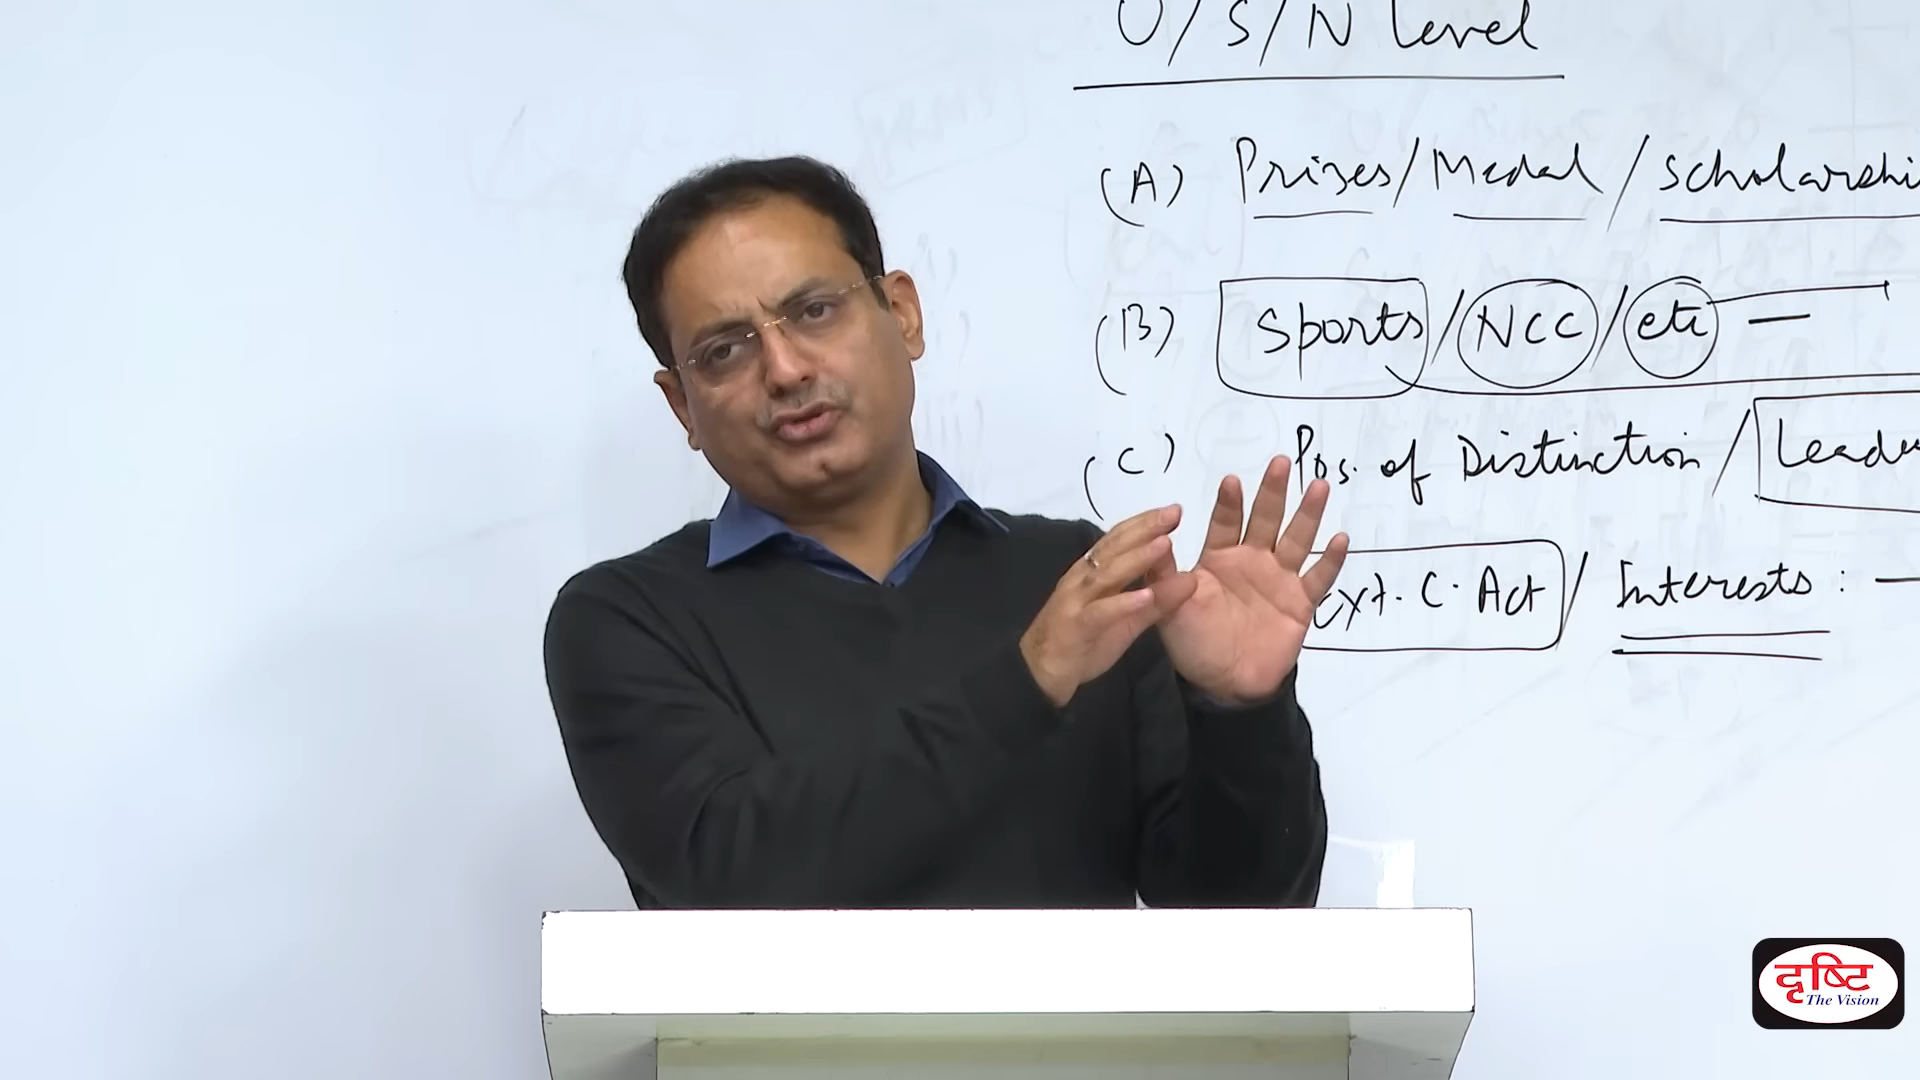 U/S/N level
(A) Prizes/Medal/Scholarshi
(B) Sports/NCC/etc —
(C) Pos. of Distinction/Leade
Ext. C. Act/Interests : —
दृष्टि
The Vision